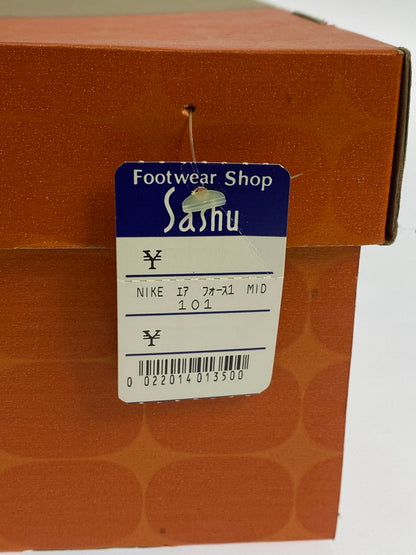 Footwear Shop
Sashu
¥
NIKE ｴｱ ﾌｫｰｽ1 MID
101
¥
0 022014 013500